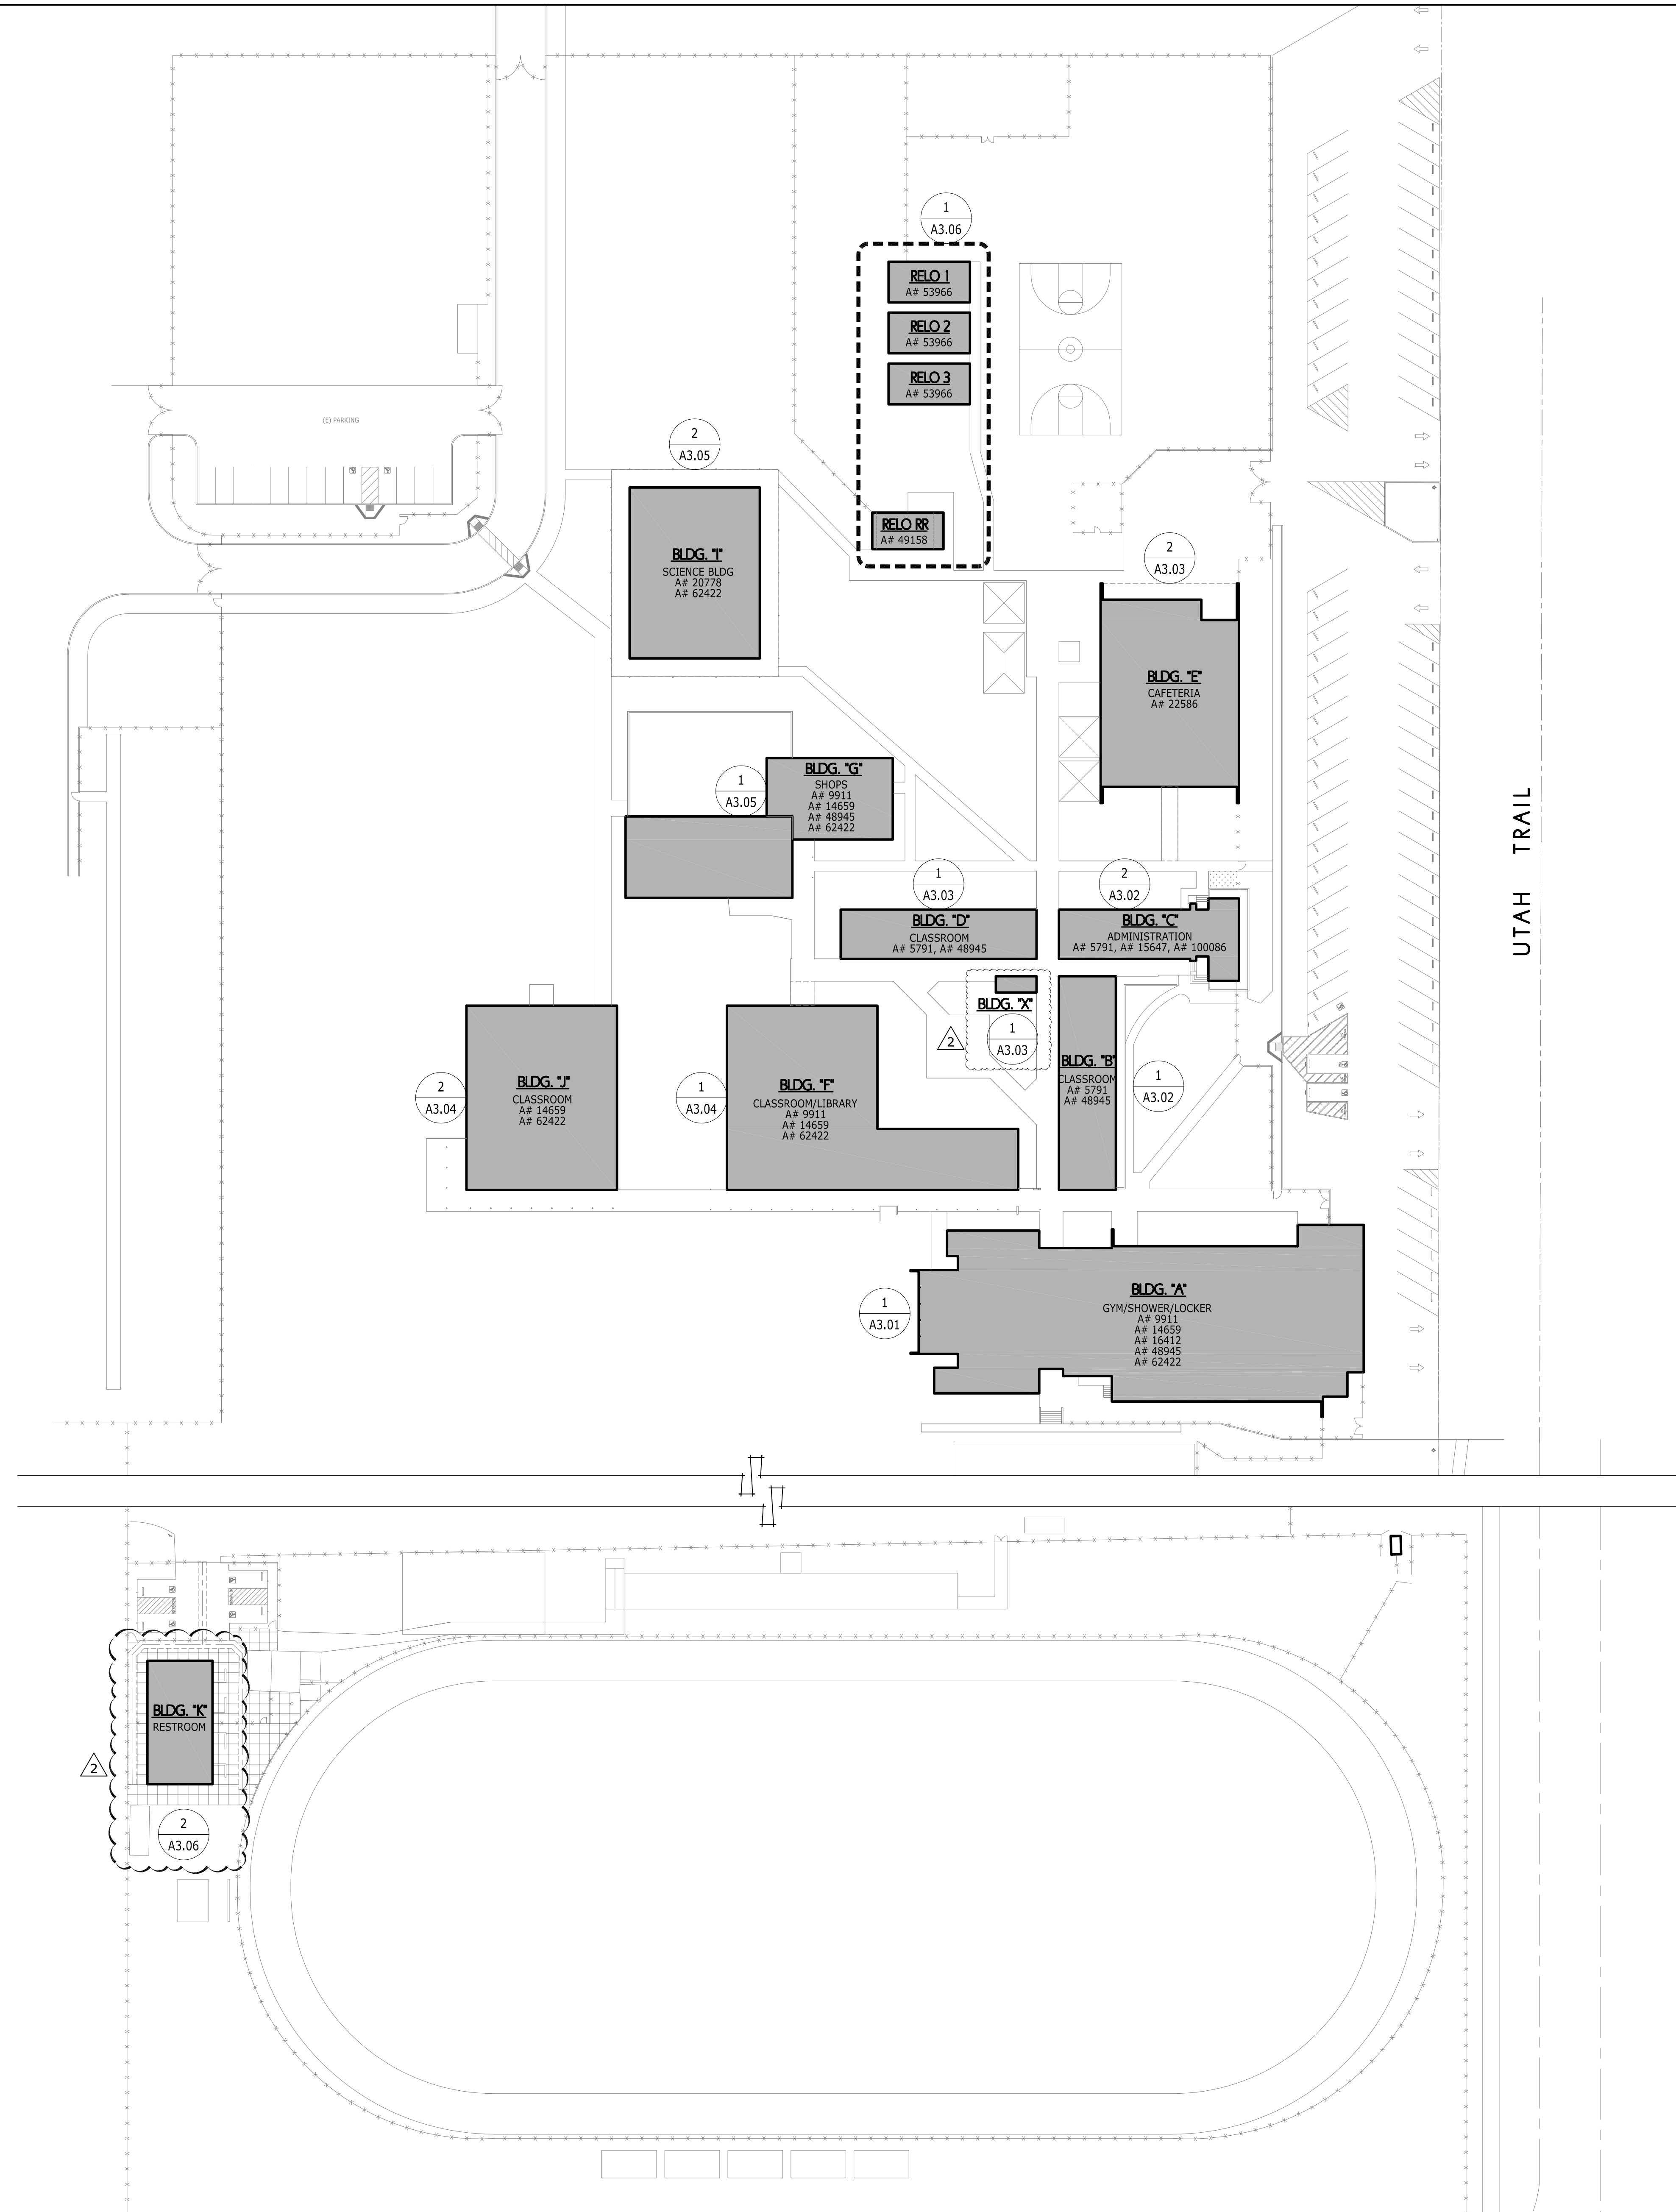 1
A3.06
RELO 1
A# 53966
RELO 2
A# 53966
RELO 3
A# 53966
(E) PARKING
2
A3.05
RELO RR
A# 49158
BLDG. "I"
SCIENCE BLDG
A# 20778
A# 62422
2
A3.03
BLDG. "E"
CAFETERIA
A# 22586
1
A3.05
BLDG. "G"
SHOPS
A# 9911
A# 14659
A# 48945
A# 62422
UTAH TRAIL
1
A3.03
BLDG. "D"
CLASSROOM
A# 5791, A# 48945
2
A3.02
BLDG. "C"
ADMINISTRATION
A# 5791, A# 15647, A# 100086
BLDG. "X"
1
A3.03
2
BLDG. "B"
CLASSROOM
A# 5791
A# 48945
1
A3.02
2
A3.04
BLDG. "J"
CLASSROOM
A# 14659
A# 62422
1
A3.04
BLDG. "F"
CLASSROOM/LIBRARY
A# 9911
A# 14659
A# 62422
1
A3.01
BLDG. "A"
GYM/SHOWER/LOCKER
A# 9911
A# 14659
A# 16412
A# 48945
A# 62422
BLDG. "K"
RESTROOM
2
2
A3.06